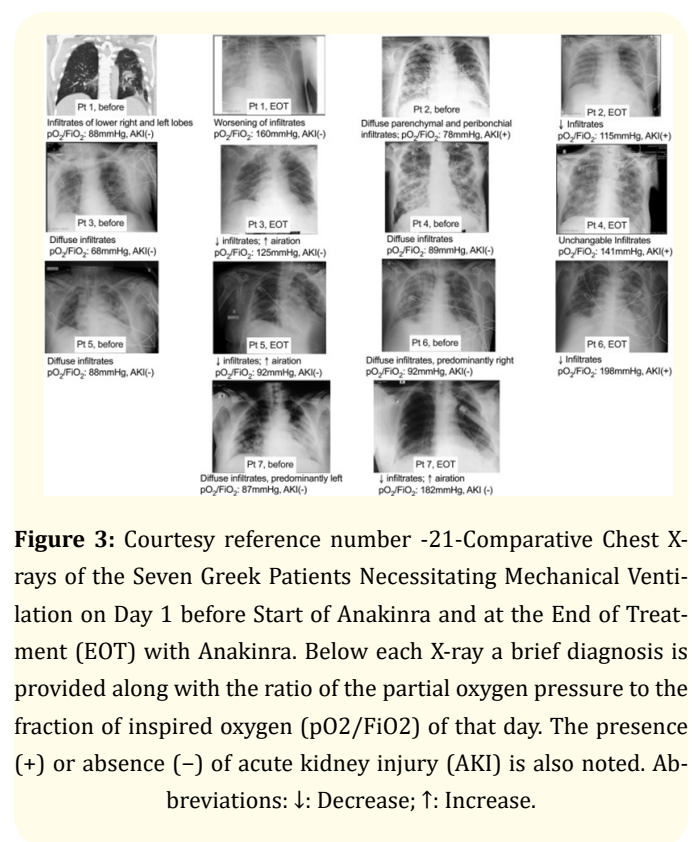 Pt 1, before
Pt 1, EOT
Pt 2, before
Pt 2, EOT
Infiltrates of lower right and left lobes
pO2/FiO2: 88mmHg, AKI(-)
Worsening of infiltrates
pO2/FiO2: 160mmHg, AKI(-)
Diffuse parenchymal and peribonchial
infiltrates; pO2/FiO2: 78mmHg, AKI(+)
↓ Infiltrates
pO2/FiO2: 115mmHg, AKI(+)
Pt 3, before
Pt 3, EOT
Pt 4, before
Pt 4, EOT
Diffuse infiltrates
pO2/FiO2: 68mmHg, AKI(-)
↓ infiltrates; ↑ airation
pO2/FiO2: 125mmHg, AKI(-)
Diffuse infiltrates
pO2/FiO2: 89mmHg, AKI(-)
Unchangable Infiltrates
pO2/FiO2: 141mmHg, AKI(+)
Pt 5, before
Pt 5, EOT
Pt 6, before
Pt 6, EOT
Diffuse infiltrates
pO2/FiO2: 88mmHg, AKI(-)
↓ infiltrates; ↑ airation
pO2/FiO2: 92mmHg, AKI(-)
Diffuse infiltrates, predominantly right
pO2/FiO2: 92mmHg, AKI(-)
↓ Infiltrates
pO2/FiO2: 198mmHg, AKI(+)
Pt 7, before
Pt 7, EOT
Diffuse infiltrates, predominantly left
pO2/FiO2: 87mmHg, AKI(-)
↓ infiltrates; ↑ airation
pO2/FiO2: 182mmHg, AKI (-)
Figure 3: Courtesy reference number -21-Comparative Chest X-
rays of the Seven Greek Patients Necessitating Mechanical Venti-
lation on Day 1 before Start of Anakinra and at the End of Treat-
ment (EOT) with Anakinra. Below each X-ray a brief diagnosis is
provided along with the ratio of the partial oxygen pressure to the
fraction of inspired oxygen (pO2/FiO2) of that day. The presence
(+) or absence (−) of acute kidney injury (AKI) is also noted. Ab-
breviations: ↓: Decrease; ↑: Increase.